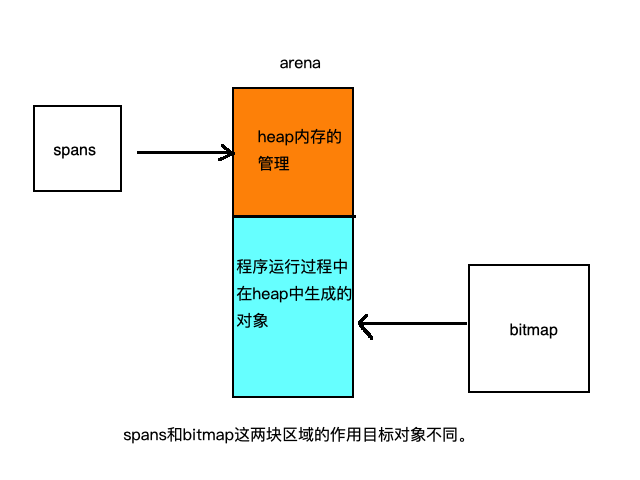 arena
spans
heap内存的
管理
程序运行过程中
在heap中生成的
对象
bitmap
spans和bitmap这两块区域的作用目标对象不同。